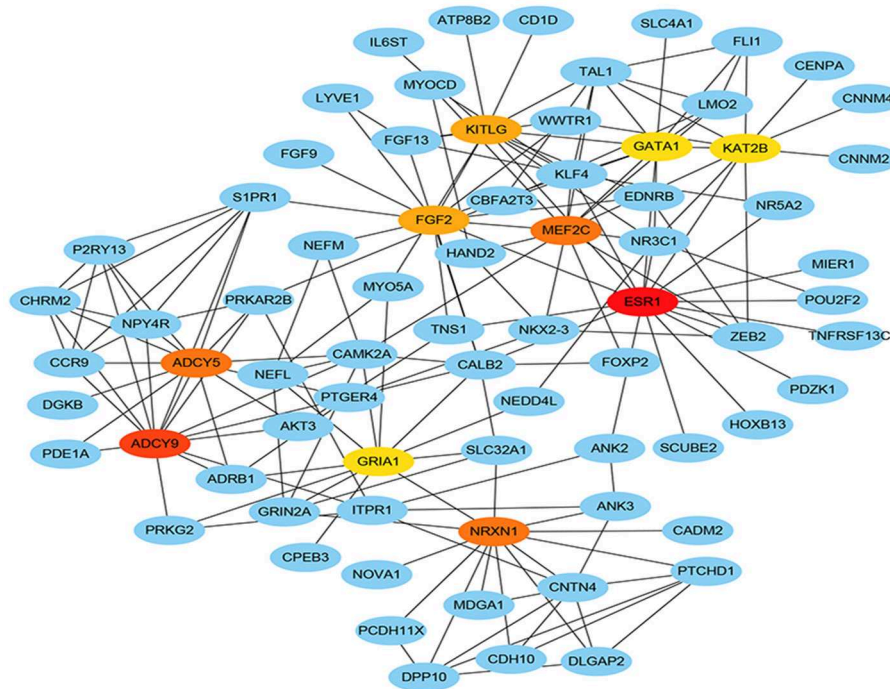 ATP8B2
CD1D
SLC4A1
IL6ST
FLI1
TAL1
CENPA
MYOCD
LYVE1
LMO2
CNNM4
KITLG
WWTR1
FGF13
GATA1
KAT2B
CNNM2
FGF9
KLF4
S1PR1
CBFA2T3
EDNRB
NR5A2
FGF2
MEF2C
P2RY13
NEFM
HAND2
NR3C1
MIER1
MYO5A
CHRM2
PRKAR2B
ESR1
POU2F2
NPY4R
TNS1
NKX2-3
ZEB2
TNFRSF13C
CCR9
ADCY5
CAMK2A
CALB2
FOXP2
NEFL
PDZK1
DGKB
PTGER4
NEDD4L
HOXB13
AKT3
ADCY9
PDE1A
SLC32A1
ANK2
SCUBE2
GRIA1
ADRB1
GRIN2A
ITPR1
ANK3
PRKG2
NRXN1
CADM2
CPEB3
NOVA1
PTCHD1
CNTN4
MDGA1
PCDH11X
CDH10
DLGAP2
DPP10